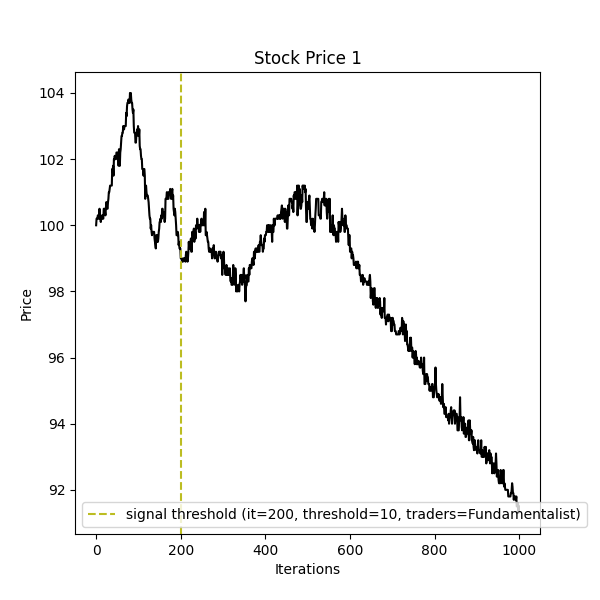 Stock Price 1
104
102
100
98
96
94
92
Price
signal threshold (it=200, threshold=10, traders=Fundamentalist)
0 200 400 600 800 1000
Iterations